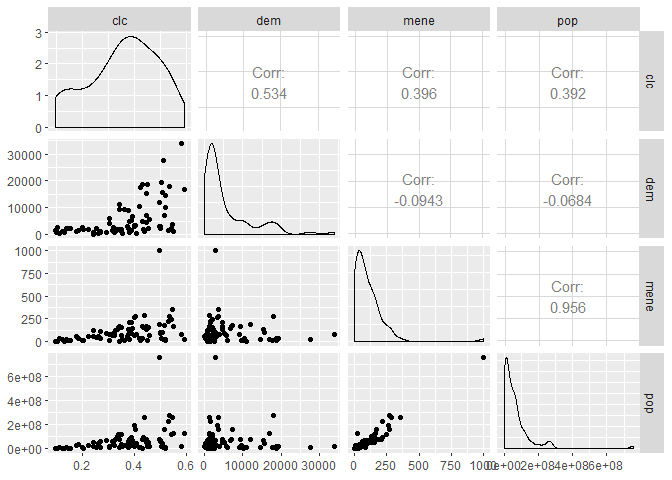 clc dem mene pop
3
2
1
0
Corr:
0.534
Corr:
0.396
Corr:
0.392
clc
30000
20000
10000
0
Corr:
-0.0943
Corr:
-0.0684
dem
1000
750
500
250
0
Corr:
0.956
mene
6e+08
4e+08
2e+08
0e+00
pop
0.2 0.4 0.6 0 10000 20000 30000 0 250 500 750 1000 0e+002e+084e+086e+08